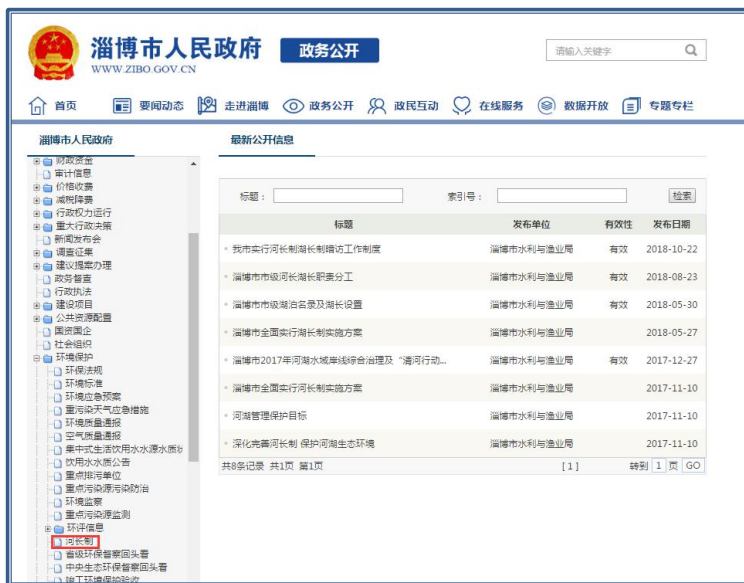 淄博市人民政府
WWW.ZIBO.GOV.CN
政务公开
请输入关键字
首页
要闻动态
走进淄博
政务公开
政民互动
在线服务
数据开放
专题专栏
淄博市人民政府
财政资金
审计信息
价格收费
减税降费
行政权力运行
重大行政决策
新闻发布会
调查征集
建议提案办理
政务督查
行政执法
建设项目
公共资源配置
国资国企
社会组织
环境保护
环保法规
环境标准
环境应急预案
重污染天气应急措施
环境质量通报
空气质量通报
集中式生活饮用水水源水质状
饮用水水质公告
重点排污单位
重点污染源污染防治
环境监察
重点污染源监测
环评信息
河长制
省级环保督察回头看
中央生态环保督察回头看
竣工环境保护验收
最新公开信息
标题：
索引号：
检索
标题 发布单位 有效性 发布日期
我市实行河长制湖长制暗访工作制度 淄博市水利与渔业局 有效 2018-10-22
淄博市市级河长湖长职责分工 淄博市水利与渔业局 有效 2018-08-23
淄博市市级湖泊名录及湖长设置 淄博市水利与渔业局 有效 2018-05-30
淄博市全面实行湖长制实施方案 淄博市水利与渔业局 2018-05-27
淄博市2017年河湖水域岸线综合治理及“清河行动... 淄博市水利与渔业局 有效 2017-12-27
淄博市全面实行河长制实施方案 淄博市水利与渔业局 2017-11-10
河湖管理保护目标 淄博市水利与渔业局 2017-11-10
深化完善河长制 保护河湖生态环境 淄博市水利与渔业局 2017-11-10
共8条记录 共1页 第1页 [1] 转到 1 页 GO